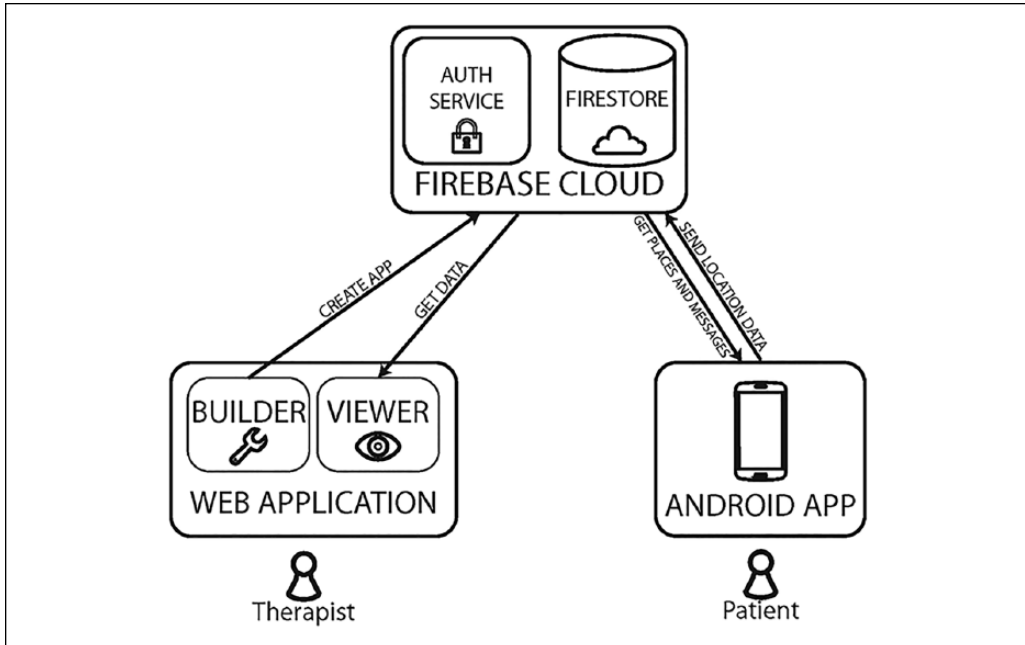 AUTH
SERVICE
FIRESTORE
FIREBASE CLOUD
CREATE APP
GET DATA
GET PLACES AND MESSAGES
SEND LOCATION DATA
BUILDER
VIEWER
WEB APPLICATION
ANDROID APP
Therapist
Patient